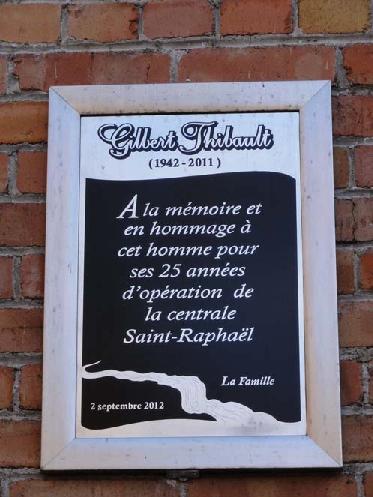 Gilbert Thibault
(1942-2011)
A la mémoire et
en hommage à
cet homme pour
ses 25 années
d'opération de
la centrale
Saint-Raphaël
La Famille
2 septembre 2012